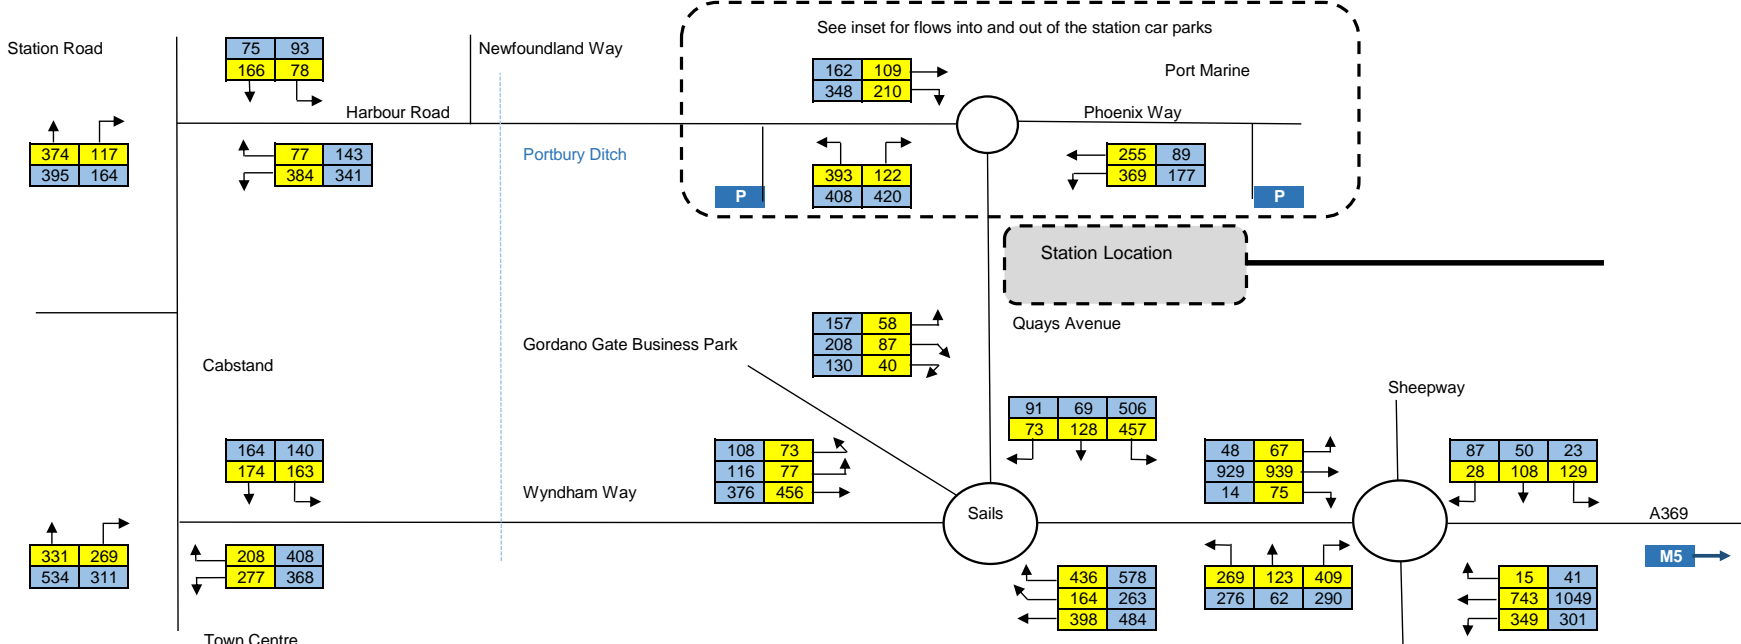 See inset for flows into and out of the station car parks
Station Road
75 93
166 78
Newfoundland Way
162 109
348 210
Port Marine
Harbour Road
Phoenix Way
374 117
395 164
77 143
384 341
Portbury Ditch
393 122
408 420
255 89
369 177
P
P
Station Location
157 58
208 87
130 40
Quays Avenue
Gordano Gate Business Park
Cabstand
Sheepway
91 69 506
73 128 457
164 140
174 163
108 73
116 77
376 456
48 67
929 939
14 75
87 50 23
28 108 129
Wyndham Way
Sails
A369
331 269
534 311
208 408
277 368
M5
436 578
164 263
398 484
269 123 409
276 62 290
15 41
743 1049
349 301
Town Centre